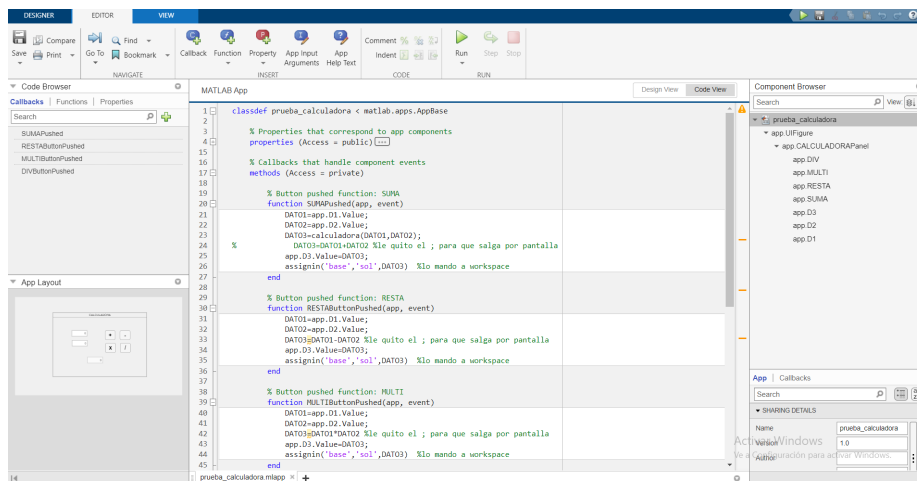 DESIGNER EDITOR VIEW
Save Compare Print Go To Find Bookmark Callback Function Property App Input Arguments App Help Text Comment Indent Run Step Stop
NAVIGATE INSERT CODE RUN
Code Browser
Callbacks | Functions | Properties
Search
SUMAPushed
RESTAButtonPushed
MULTIButtonPushed
DIVButtonPushed
App Layout
+ -
x /
MATLAB App Design View Code View
1 classdef prueba_calculadora < matlab.apps.AppBase
2
3 % Properties that correspond to app components
4 properties (Access = public) ...
15
16 % Callbacks that handle component events
17 methods (Access = private)
18
19 % Button pushed function: SUMA
20 function SUMAPushed(app, event)
21 DATO1=app.D1.Value;
22 DATO2=app.D2.Value;
23 DATO3=calculadora(DATO1,DATO2);
24 % DATO3=DATO1+DATO2 %le quito el ; para que salga por pantalla
25 app.D3.Value=DATO3;
26 assignin('base','sol',DATO3) %lo mando a workspace
27 end
28
29 % Button pushed function: RESTA
30 function RESTAButtonPushed(app, event)
31 DATO1=app.D1.Value;
32 DATO2=app.D2.Value;
33 DATO3=DATO1-DATO2 %le quito el ; para que salga por pantalla
34 app.D3.Value=DATO3;
35 assignin('base','sol',DATO3) %lo mando a workspace
36 end
37
38 % Button pushed function: MULTI
39 function MULTIButtonPushed(app, event)
40 DATO1=app.D1.Value;
41 DATO2=app.D2.Value;
42 DATO3=DATO1*DATO2 %le quito el ; para que salga por pantalla
43 app.D3.Value=DATO3;
44 assignin('base','sol',DATO3) %lo mando a workspace
45 end
prueba_calculadora.mlapp × +
Component Browser
Search View
prueba_calculadora
app.UIFigure
app.CALCULADORAPanel
app.DIV
app.MULTI
app.RESTA
app.SUMA
app.D3
app.D2
app.D1
App | Callbacks
Search
SHARING DETAILS
Name prueba_calculadora
Version 1.0
Author
Activar Windows
Ve a Configuración para activar Windows.